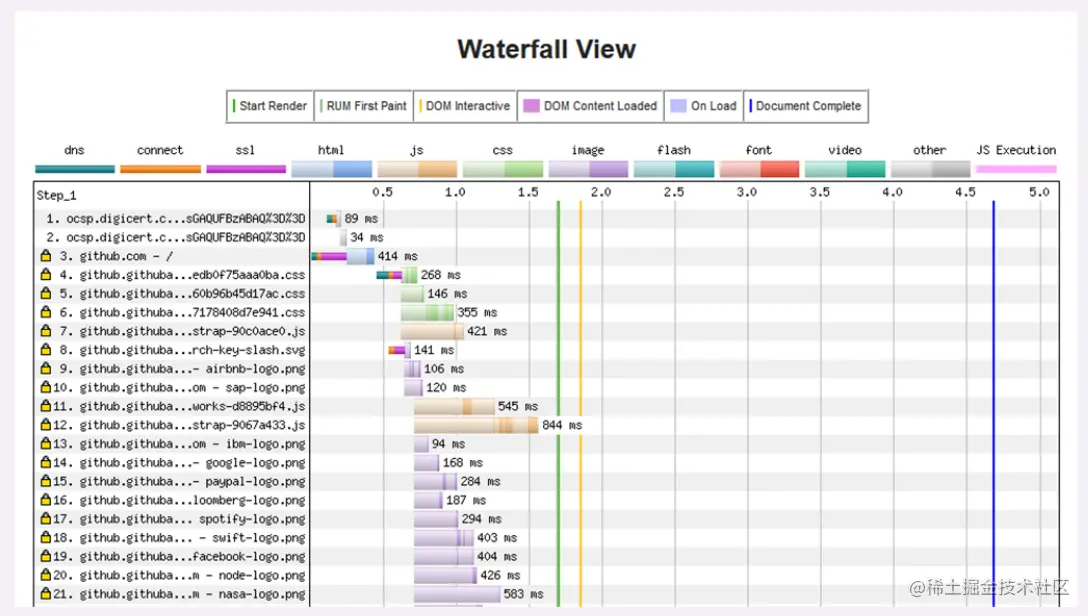 Waterfall View
Start Render RUM First Paint DOM Interactive DOM Content Loaded On Load Document Complete
dns connect ssl html js css image flash font video other JS Execution
Step_1 0.5 1.0 1.5 2.0 2.5 3.0 3.5 4.0 4.5 5.0
1. ocsp.digicert.c...sGAQUFBzABAQ%3D%3D 89 ms
2. ocsp.digicert.c...sGAQUFBzABAQ%3D%3D 34 ms
3. github.com - / 414 ms
4. github.githuba...edb0f75aaa0ba.css 268 ms
5. github.githuba...60b96b45d17ac.css 146 ms
6. github.githuba...7178408d7e941.css 355 ms
7. github.githuba...strap-90c0ace0.js 421 ms
8. github.githuba...rch-key-slash.svg 141 ms
9. github.githuba...- airbnb-logo.png 106 ms
10. github.githuba...om - sap-logo.png 120 ms
11. github.githuba...works-d8895bf4.js 545 ms
12. github.githuba...strap-9067a433.js 844 ms
13. github.githuba...om - ibm-logo.png 94 ms
14. github.githuba...- google-logo.png 168 ms
15. github.githuba...- paypal-logo.png 284 ms
16. github.githuba...loomberg-logo.png 187 ms
17. github.githuba... spotify-logo.png 294 ms
18. github.githuba... - swift-logo.png 403 ms
19. github.githuba...facebook-logo.png 404 ms
20. github.githuba...m - node-logo.png 426 ms
21. github.githuba...m - nasa-logo.png 583 ms
@稀土掘金技术社区